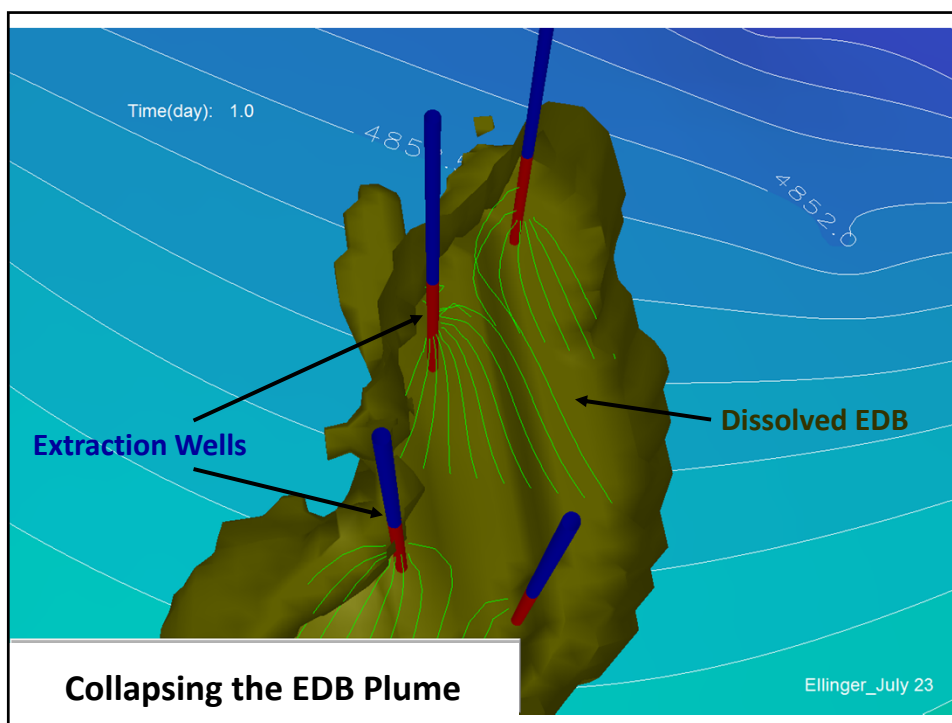 Time(day): 1.0
4852.0
Extraction Wells
Dissolved EDB
Collapsing the EDB Plume
Ellinger_July 23